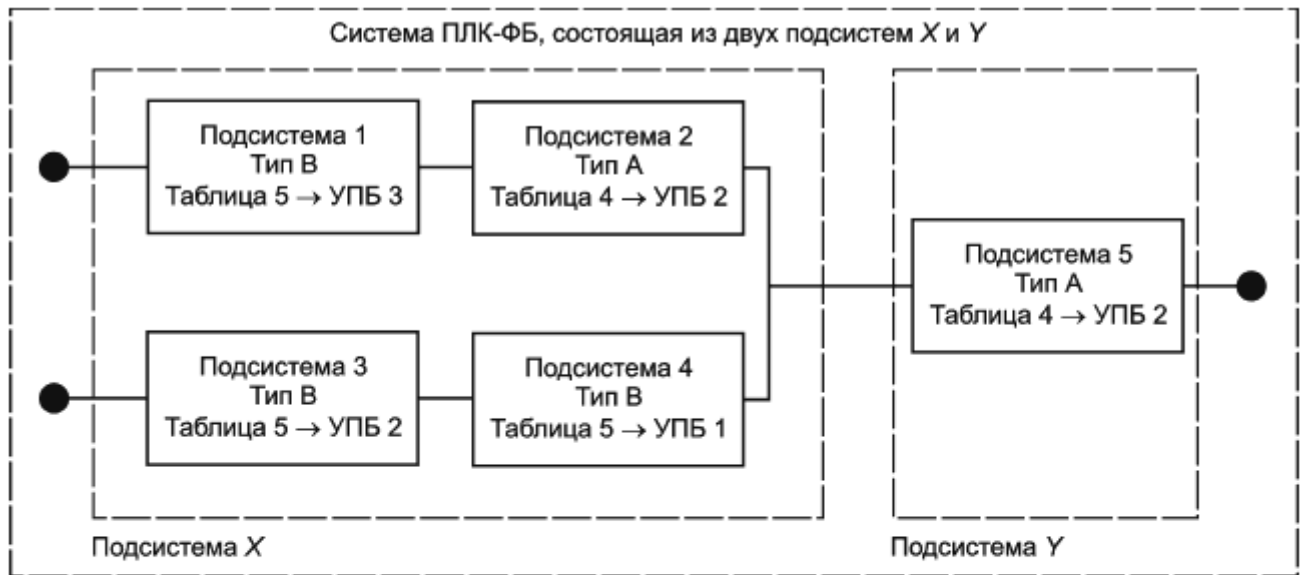 Система ПЛК-ФБ, состоящая из двух подсистем X и Y
Подсистема 1
Тип B
Таблица 5 → УПБ 3
Подсистема 2
Тип A
Таблица 4 → УПБ 2
Подсистема 5
Тип A
Таблица 4 → УПБ 2
Подсистема 3
Тип B
Таблица 5 → УПБ 2
Подсистема 4
Тип B
Таблица 5 → УПБ 1
Подсистема X
Подсистема Y